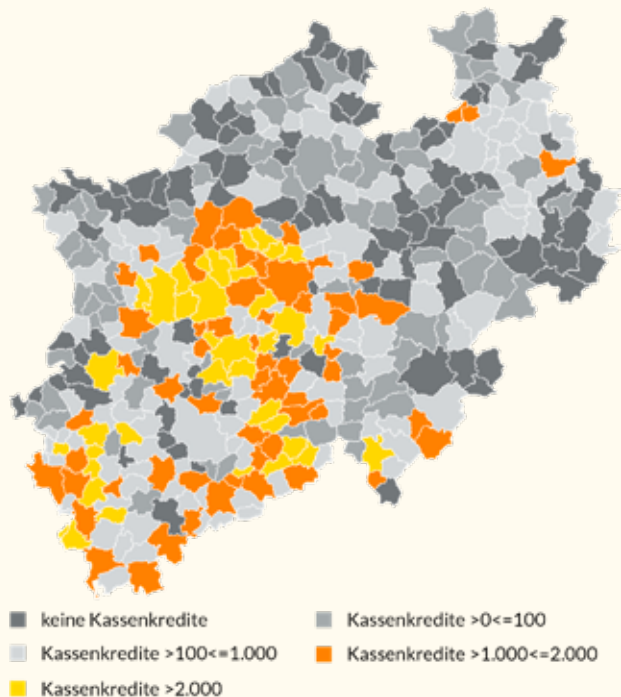 keine Kassenkredite
Kassenkredite >0<=100
Kassenkredite >100<=1.000
Kassenkredite >1.000<=2.000
Kassenkredite >2.000